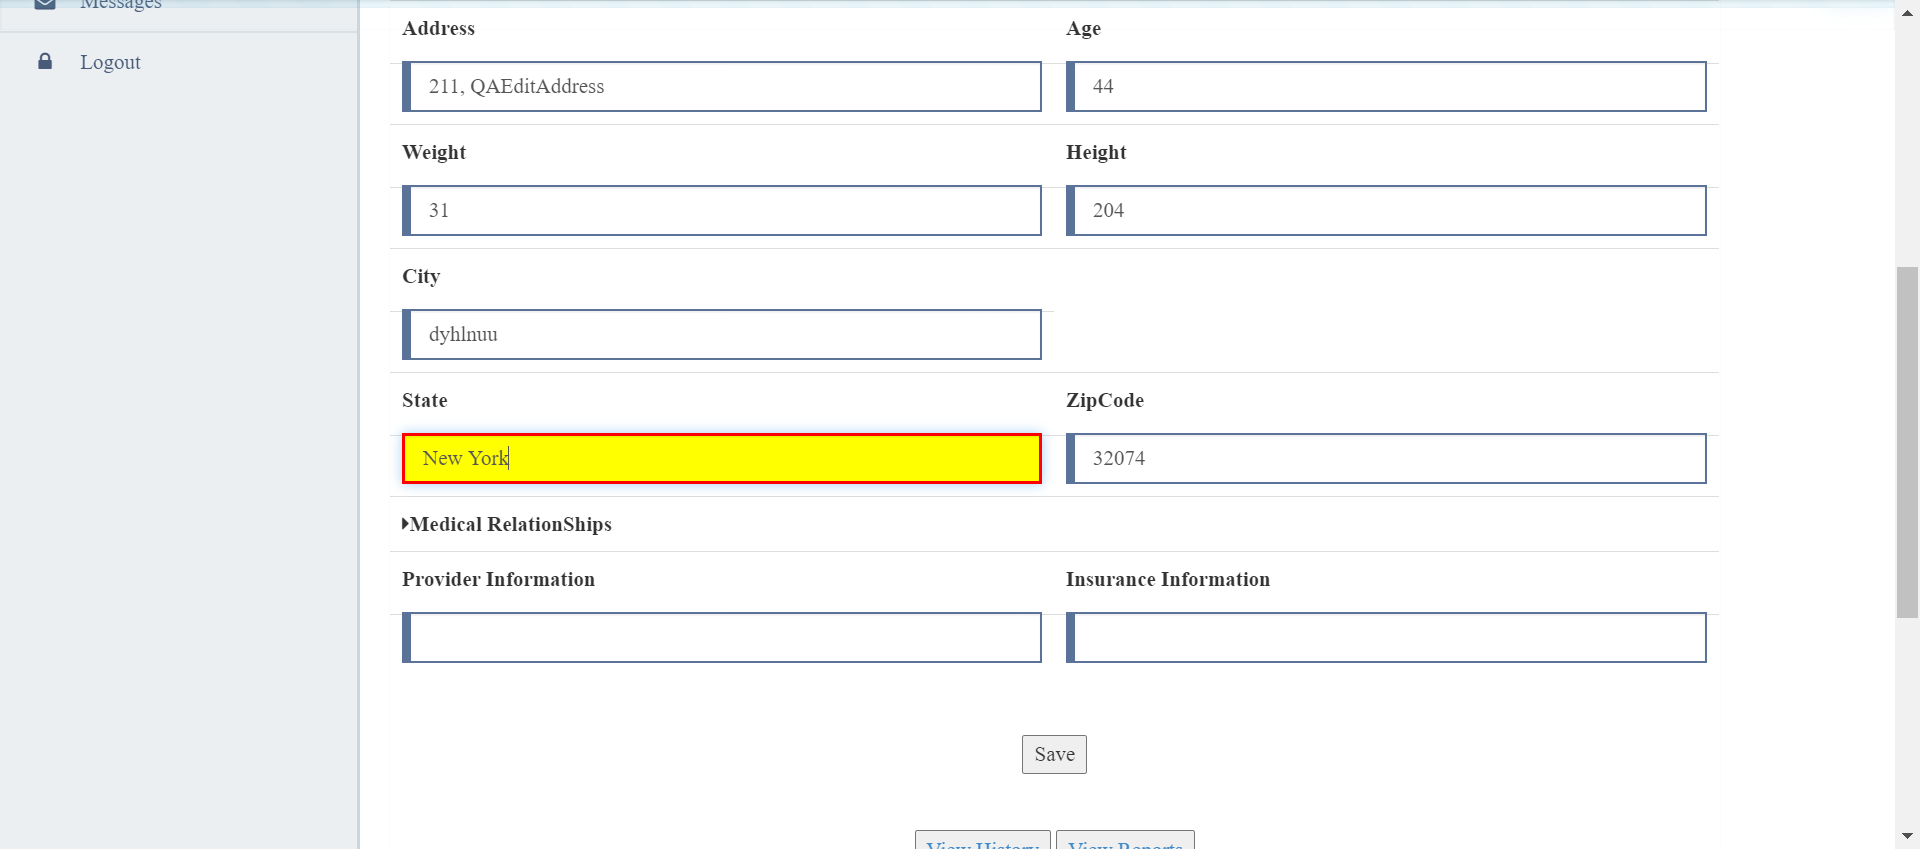 Messages
Logout
Address Age
211, QAEditAddress 44
Weight Height
31 204
City
dyhlnuu
State ZipCode
New York 32074
Medical RelationShips
Provider Information Insurance Information
Save
View History View Reports